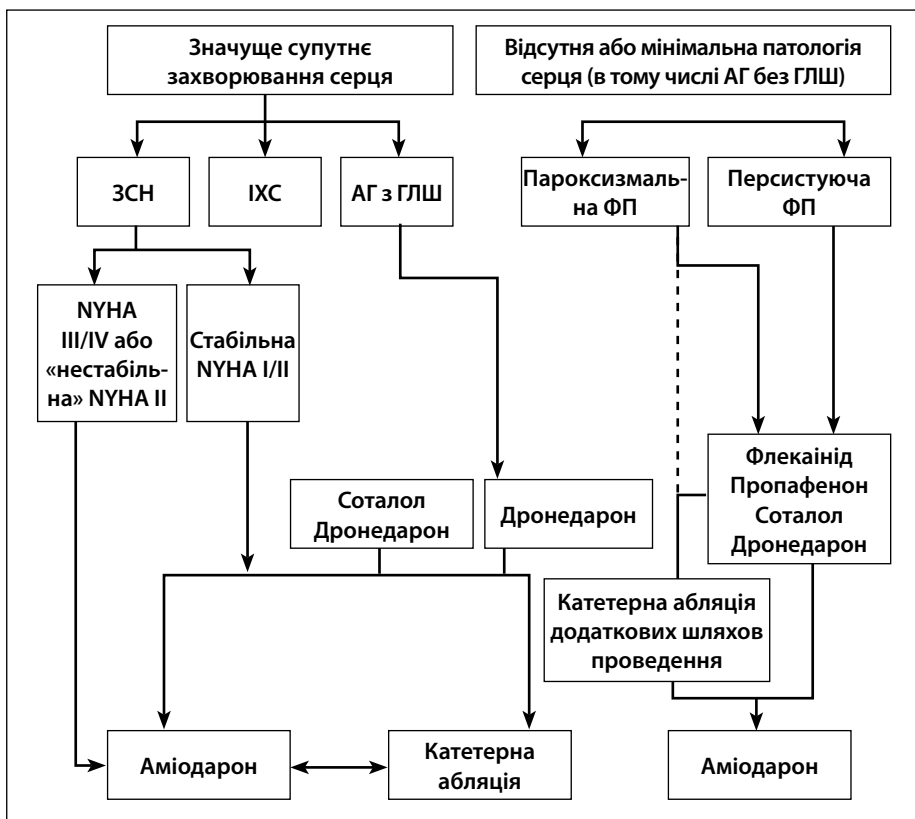 Значуще супутнє
захворювання серця
Відсутня або мінімальна патологія
серця (в тому числі АГ без ГЛШ)
ЗСН
ІХС
АГ з ГЛШ
Пароксизмаль-
на ФП
Персистуюча
ФП
NYHA
III/IV або
«нестабіль-
на» NYHA II
Стабільна
NYHA I/II
Соталол
Дронедарон
Дронедарон
Флекаінід
Пропафенон
Соталол
Дронедарон
Катетерна абляція
додаткових шляхов
проведення
Аміодарон
Катетерна
абляція
Аміодарон